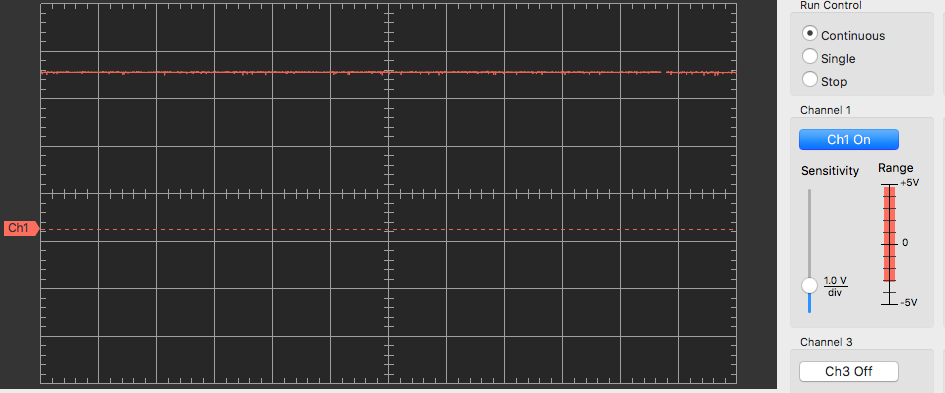 Run Control
Continuous
Single
Stop
Channel 1
Ch1 On
Sensitivity
Range
+5V
Ch1
0
1.0 V
div
-5V
Channel 3
Ch3 Off